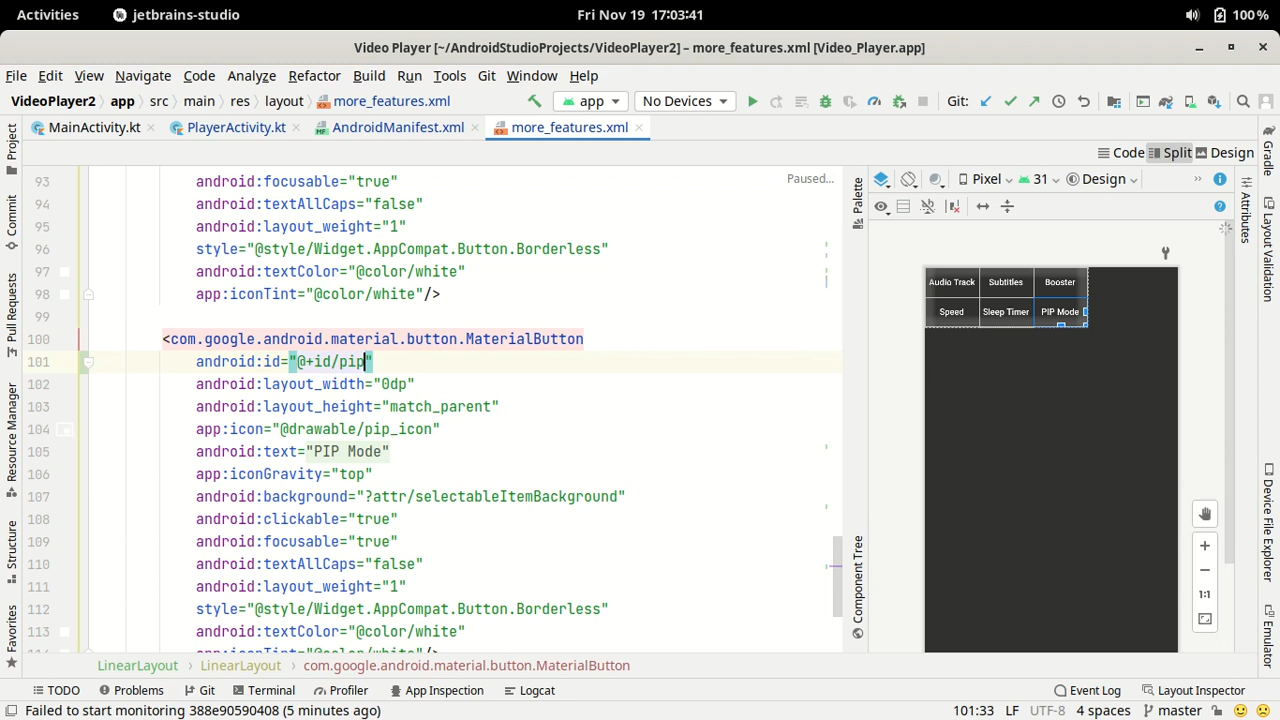 Activities jetbrains-studio Fri Nov 19 17:03:41 100%
Video Player [~/AndroidStudioProjects/VideoPlayer2] – more_features.xml [Video_Player.app]
File Edit View Navigate Code Analyze Refactor Build Run Tools Git Window Help
VideoPlayer2 app src main res layout more_features.xml app No Devices Git:
MainActivity.kt PlayerActivity.kt AndroidManifest.xml more_features.xml
Code Split Design
93 android:focusable="true" Paused...
94 android:textAllCaps="false"
95 android:layout_weight="1"
96 style="@style/Widget.AppCompat.Button.Borderless"
97 android:textColor="@color/white"
98 app:iconTint="@color/white"/>
99
100 <com.google.android.material.button.MaterialButton
101 android:id="@+id/pip"
102 android:layout_width="0dp"
103 android:layout_height="match_parent"
104 app:icon="@drawable/pip_icon"
105 android:text="PIP Mode"
106 app:iconGravity="top"
107 android:background="?attr/selectableItemBackground"
108 android:clickable="true"
109 android:focusable="true"
110 android:textAllCaps="false"
111 android:layout_weight="1"
112 style="@style/Widget.AppCompat.Button.Borderless"
113 android:textColor="@color/white"
114 app:iconTint="@color/white"/>
Project
Commit
Pull Requests
Resource Manager
Structure
Favorites
Palette
Component Tree
Pixel 31 Design
Audio Track Subtitles Booster
Speed Sleep Timer PIP Mode
1:1
Attributes
Gradle
Layout Validation
Device File Explorer
Emulator
LinearLayout LinearLayout com.google.android.material.button.MaterialButton
TODO Problems Git Terminal Profiler App Inspection Logcat Event Log Layout Inspector
Failed to start monitoring 388e90590408 (5 minutes ago) 101:33 LF UTF-8 4 spaces master